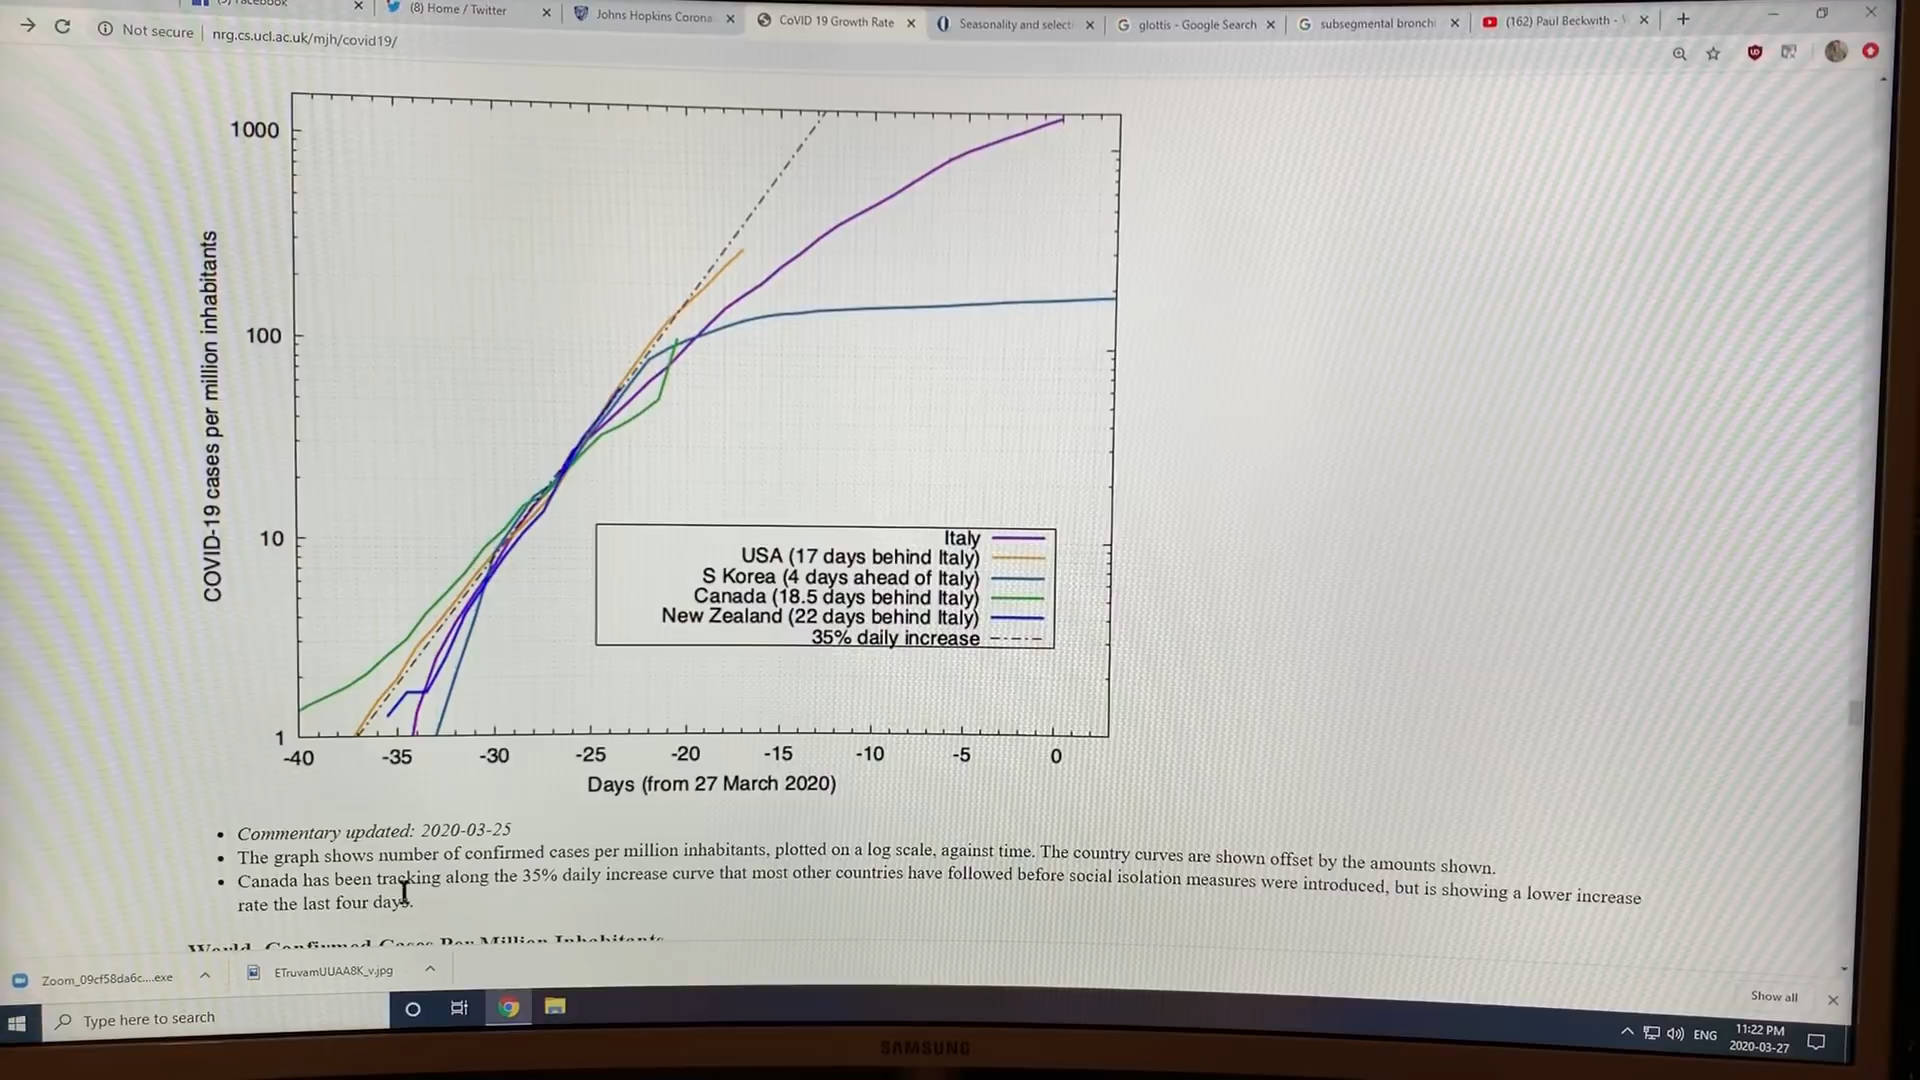 Facebook
(8) Home / Twitter
Johns Hopkins Corona
CoViD 19 Growth Rate
Seasonality and selecti
glottis - Google Search
subsegmental bronchi
(162) Paul Beckwith -
Not secure
nrg.cs.ucl.ac.uk/mjh/covid19/
COVID-19 cases per million inhabitants
1000
100
10
1
Italy
USA (17 days behind Italy)
S Korea (4 days ahead of Italy)
Canada (18.5 days behind Italy)
New Zealand (22 days behind Italy)
35% daily increase
-40 -35 -30 -25 -20 -15 -10 -5 0
Days (from 27 March 2020)
• Commentary updated: 2020-03-25
• The graph shows number of confirmed cases per million inhabitants, plotted on a log scale, against time. The country curves are shown offset by the amounts shown.
• Canada has been tracking along the 35% daily increase curve that most other countries have followed before social isolation measures were introduced, but is showing a lower increase
rate the last four days.
World, Confirmed Cases Per Million Inhabitants
Zoom_09cf58da6c....exe
ETruvamUUAA8K_v.jpg
Show all
Type here to search
ENG
11:22 PM
2020-03-27
SAMSUNG